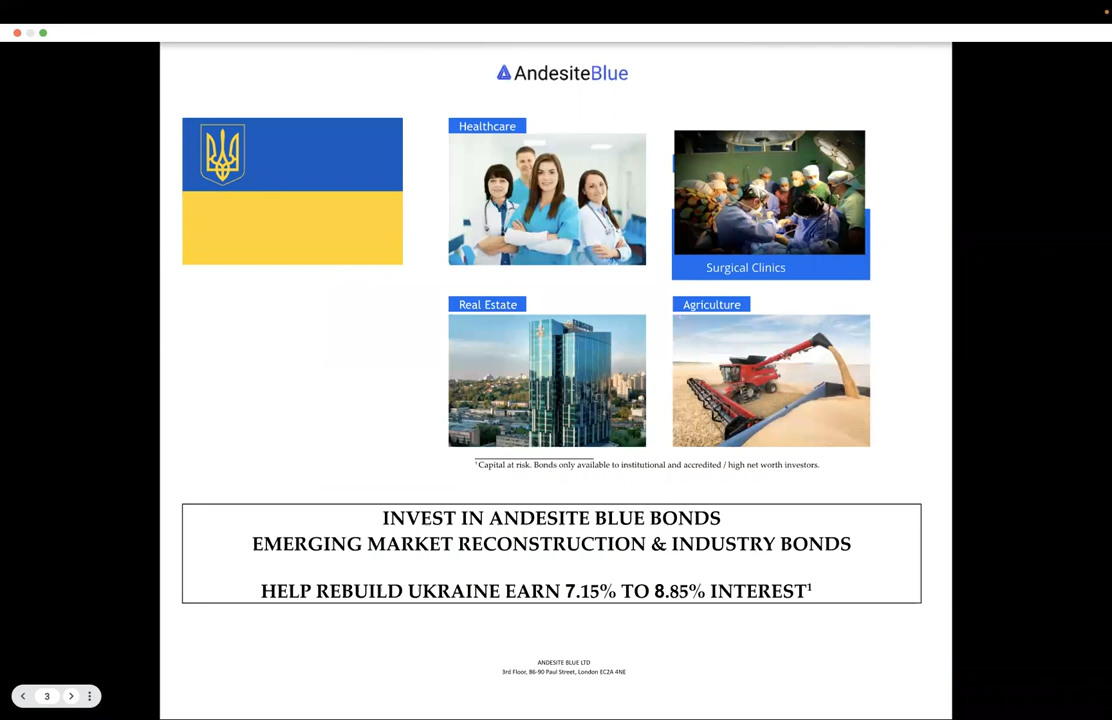 AndesiteBlue
Healthcare
Surgical Clinics
Real Estate
Agriculture
1 Capital at risk. Bonds only available to institutional and accredited / high net worth investors.
INVEST IN ANDESITE BLUE BONDS
EMERGING MARKET RECONSTRUCTION & INDUSTRY BONDS
HELP REBUILD UKRAINE EARN 7.15% TO 8.85% INTEREST1
ANDESITE BLUE LTD
3rd Floor, 86-90 Paul Street, London EC2A 4NE
3